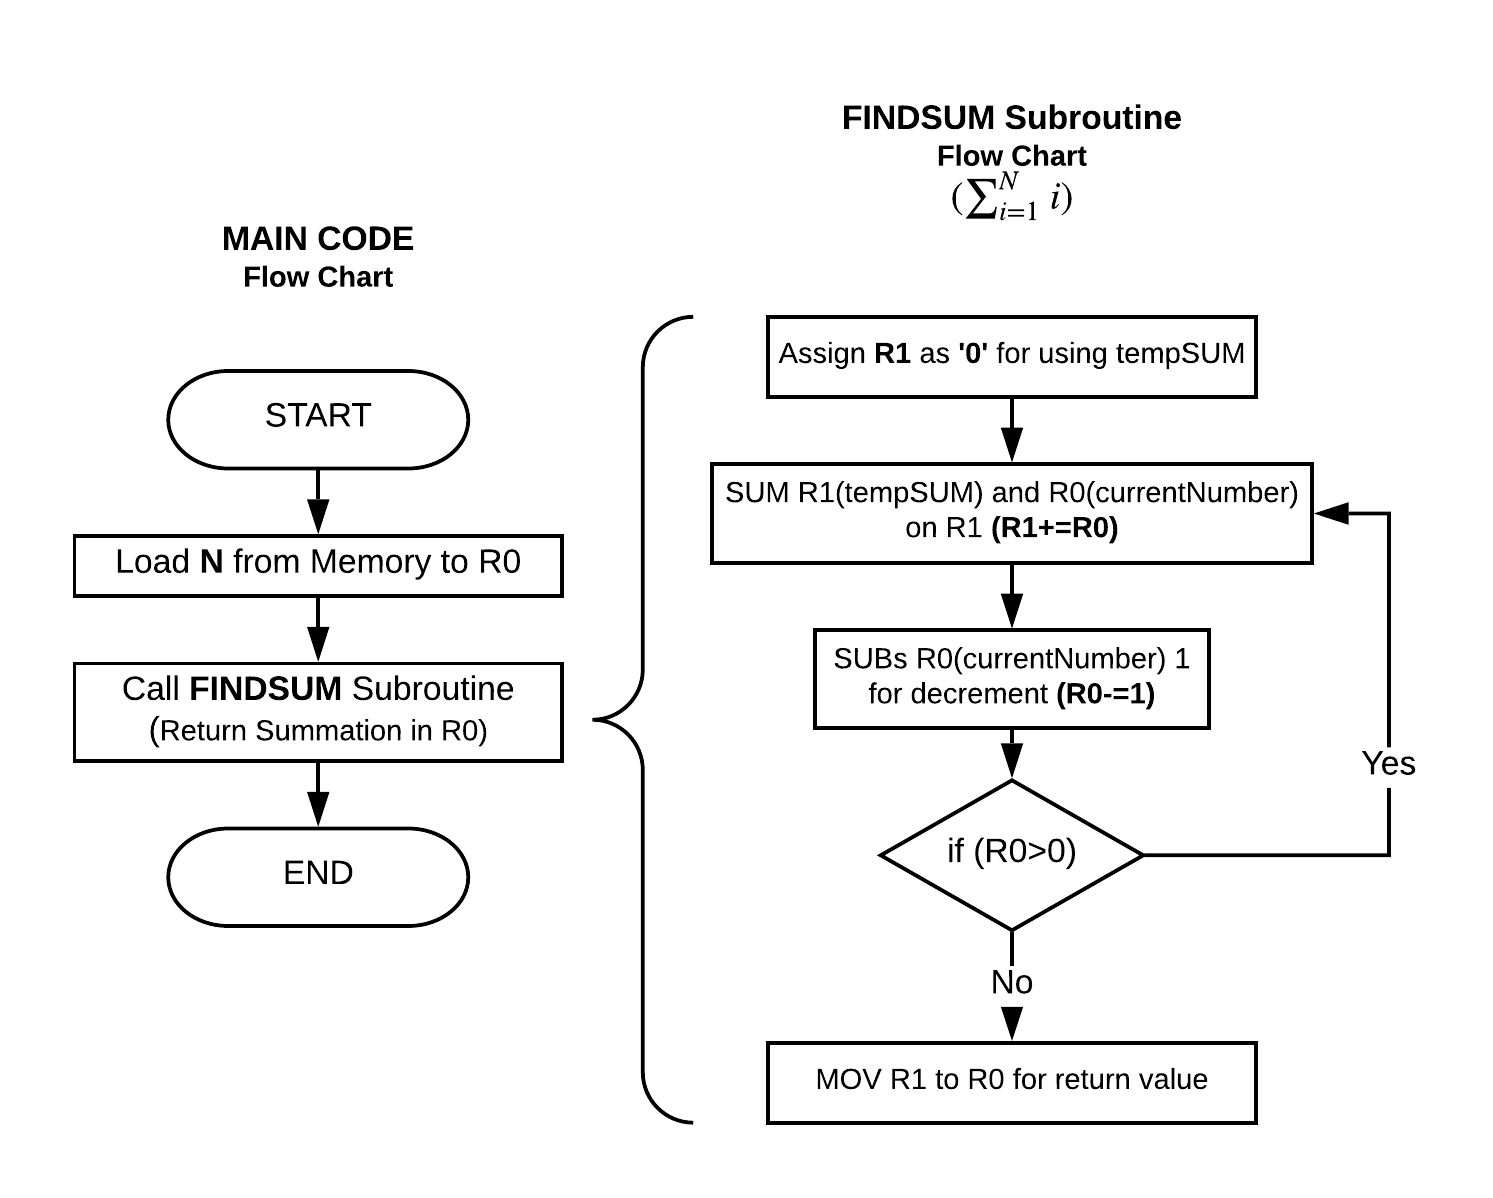 MAIN CODE
Flow Chart
START
Load N from Memory to R0
Call FINDSUM Subroutine
(Return Summation in R0)
END
FINDSUM Subroutine
Flow Chart
(∑_{i=1}^{N} i)
Assign R1 as '0' for using tempSUM
SUM R1(tempSUM) and R0(currentNumber)
on R1 (R1+=R0)
SUBs R0(currentNumber) 1
for decrement (R0-=1)
if (R0>0)
Yes
No
MOV R1 to R0 for return value